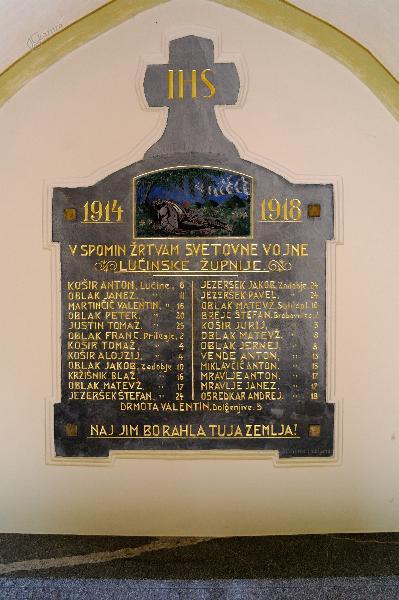 IHS
1914 1918
V SPOMIN ŽRTVAM SVETOVNE VOJNE
LUČINSKE ŽUPNIJE.
KOŠIR ANTON, Lučine, 6
OBLAK JANEZ, " 11
MARTINČIČ VALENTIN, " 16
OBLAK PETER, " 20
JUSTIN TOMAŽ, " 25
OBLAK FRANC, 2
KOŠIR TOMAŽ, " 4
KOŠIR ALOJZIJ, " 4
OBLAK JAKOB, Zadobje 10
KRŽIŠNIK BLAŽ, " 16
OBLAK MATEVŽ, " 17
JEZERŠEK ŠTEFAN, " 24
JEZERŠEK JAKOB, Zadobje, 24
JEZERŠEK PAVEL, " 24
OBLAK MATEVŽ, 10
BREJC ŠTEFAN,
KOŠIR JURIJ, " 3
OBLAK MATEVŽ, " 8
OBLAK JERNEJ, " 8
VENDE ANTON, " 13
MIKLAVČIČ ANTON, " 15
MRAVLJE ANTON, " 17
MRAVLJE JANEZ, " 17
OSREDKAR ANDREJ, " 18
DRMOTA VALENTIN, Dolgenjive, 5
NAJ JIM BO RAHLA TUJA ZEMLJA!